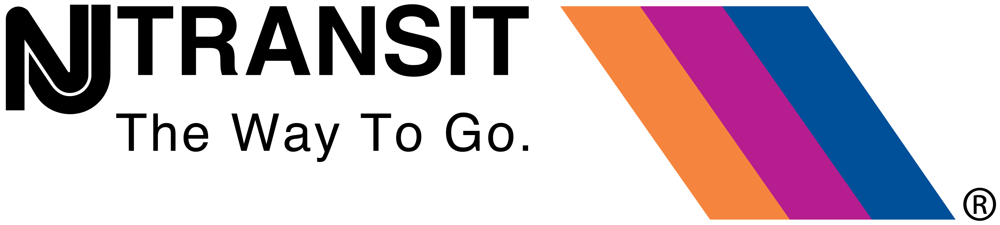 NJ TRANSIT
The Way To Go.
®